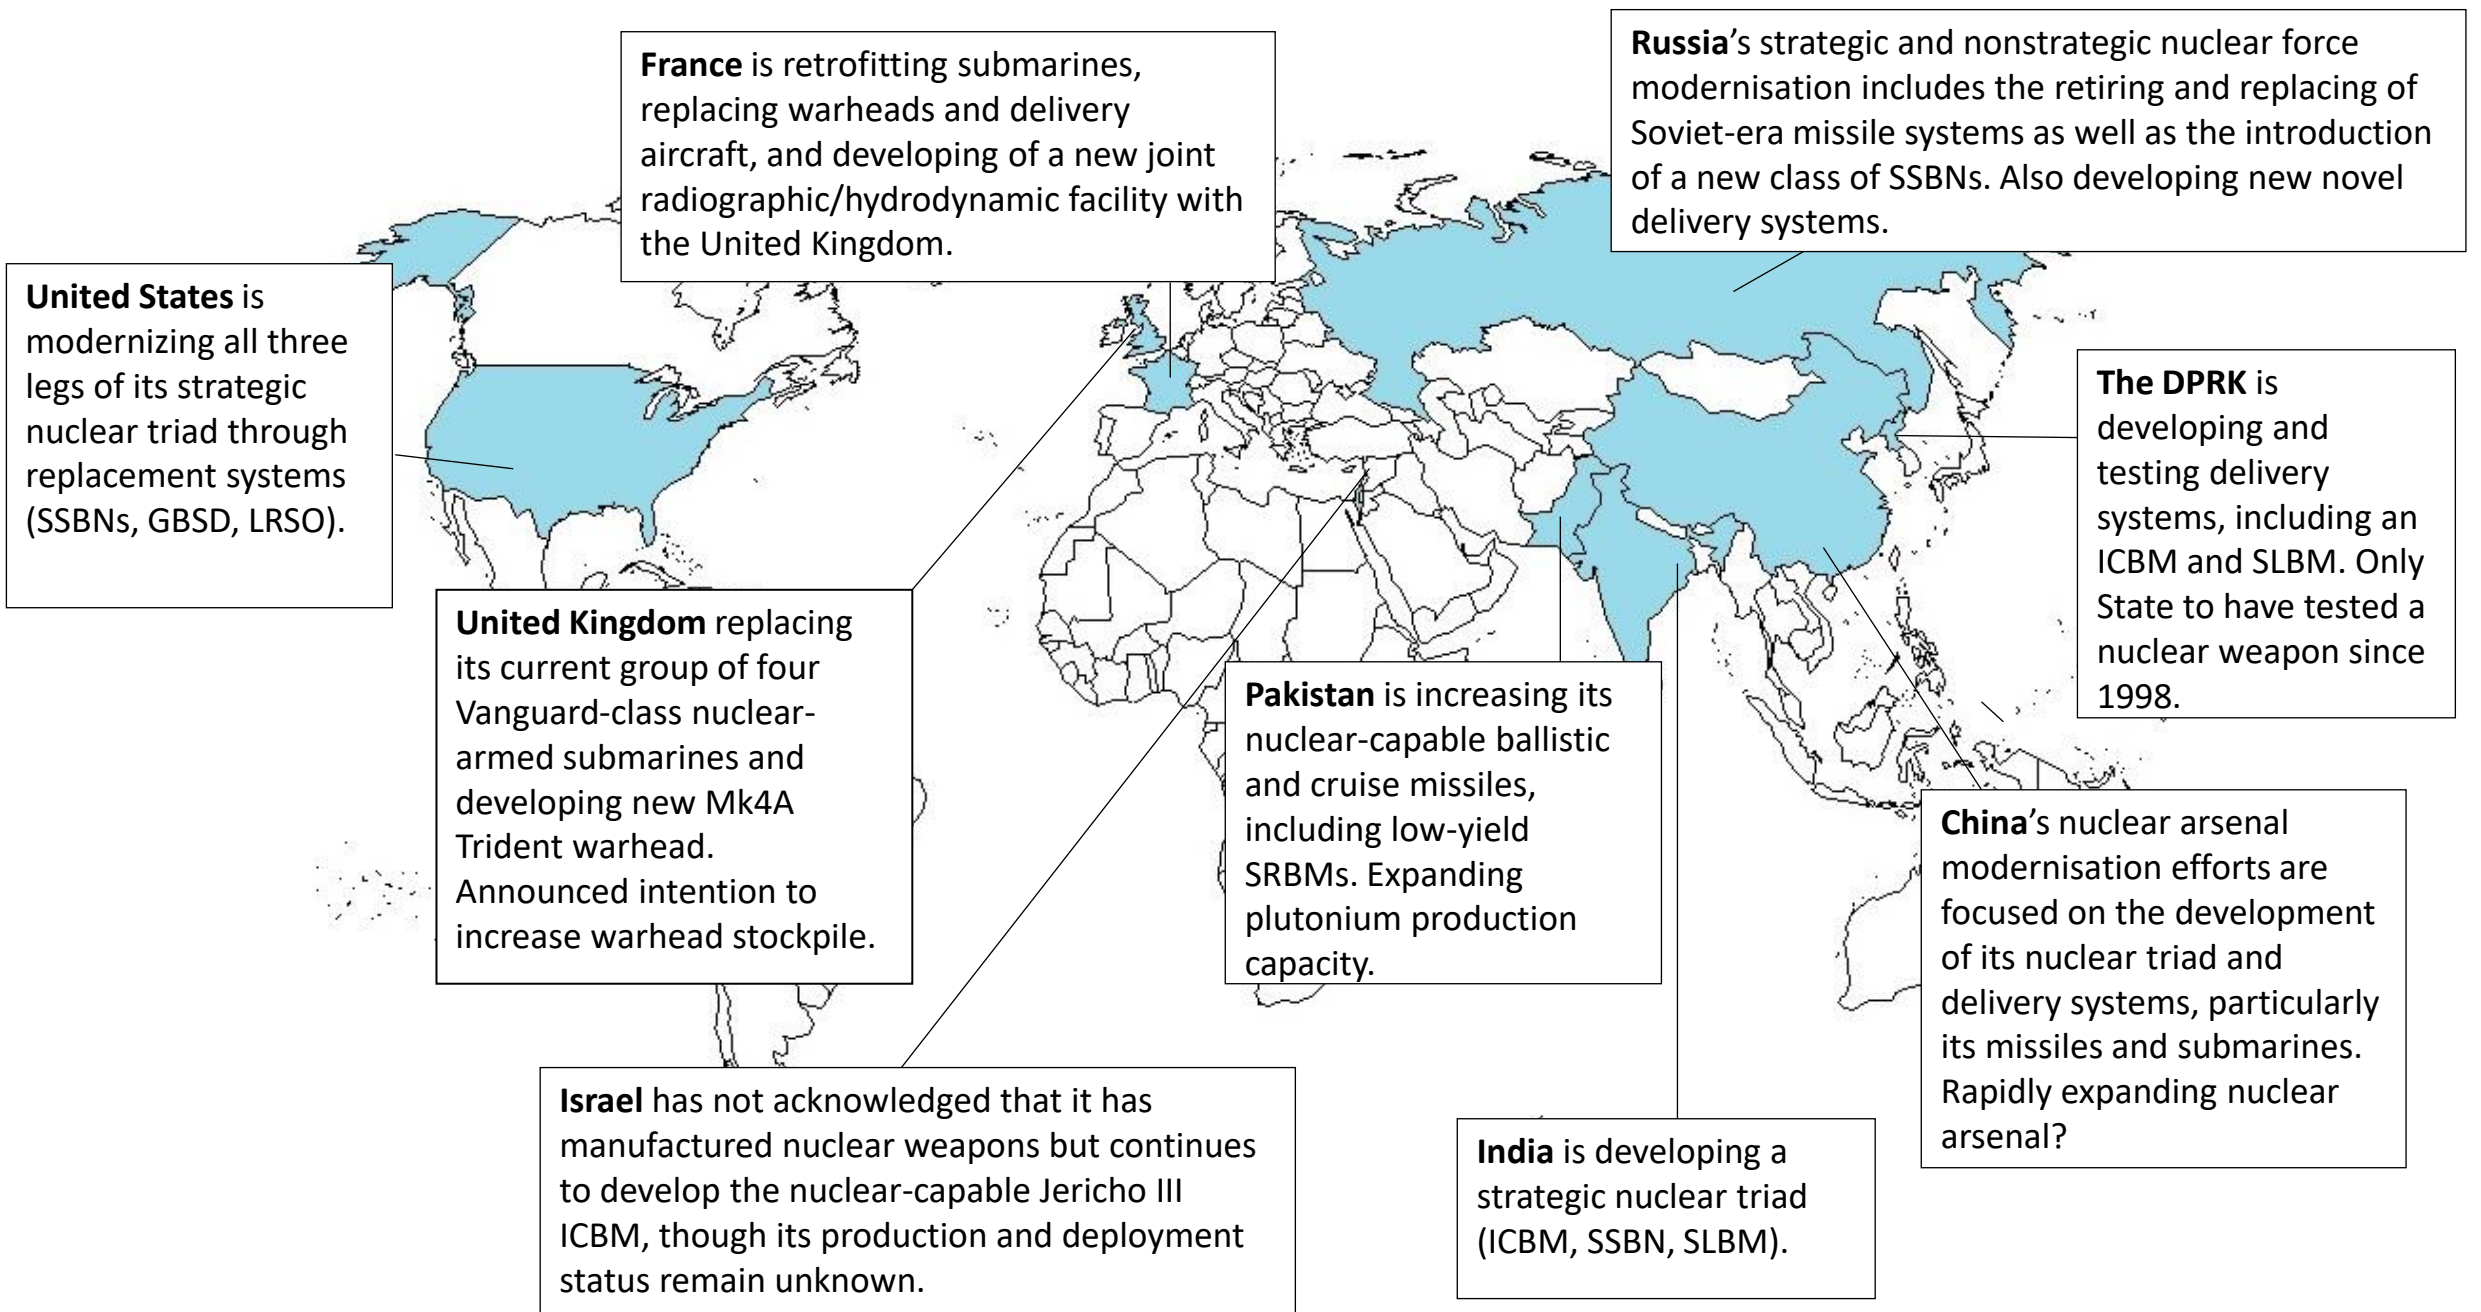 France is retrofitting submarines,
replacing warheads and delivery
aircraft, and developing of a new joint
radiographic/hydrodynamic facility with
the United Kingdom.
Russia’s strategic and nonstrategic nuclear force
modernisation includes the retiring and replacing of
Soviet-era missile systems as well as the introduction
of a new class of SSBNs. Also developing new novel
delivery systems.
United States is
modernizing all three
legs of its strategic
nuclear triad through
replacement systems
(SSBNs, GBSD, LRSO).
The DPRK is
developing and
testing delivery
systems, including an
ICBM and SLBM. Only
State to have tested a
nuclear weapon since
1998.
United Kingdom replacing
its current group of four
Vanguard-class nuclear-
armed submarines and
developing new Mk4A
Trident warhead.
Announced intention to
increase warhead stockpile.
Pakistan is increasing its
nuclear-capable ballistic
and cruise missiles,
including low-yield
SRBMs. Expanding
plutonium production
capacity.
China’s nuclear arsenal
modernisation efforts are
focused on the development
of its nuclear triad and
delivery systems, particularly
its missiles and submarines.
Rapidly expanding nuclear
arsenal?
Israel has not acknowledged that it has
manufactured nuclear weapons but continues
to develop the nuclear-capable Jericho III
ICBM, though its production and deployment
status remain unknown.
India is developing a
strategic nuclear triad
(ICBM, SSBN, SLBM).